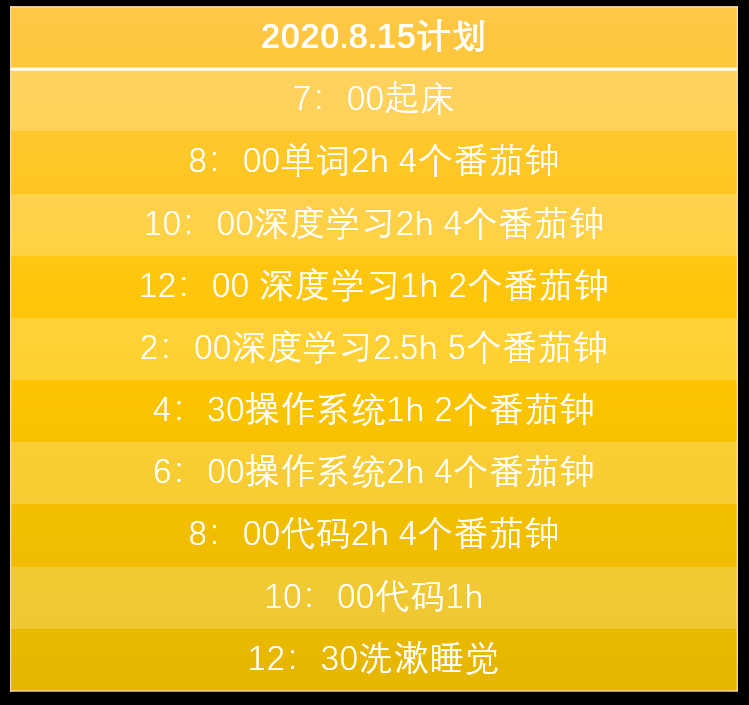 2020.8.15计划
7：00起床
8：00单词2h 4个番茄钟
10：00深度学习2h 4个番茄钟
12：00 深度学习1h 2个番茄钟
2：00深度学习2.5h 5个番茄钟
4：30操作系统1h 2个番茄钟
6：00操作系统2h 4个番茄钟
8：00代码2h 4个番茄钟
10：00代码1h
12：30洗漱睡觉